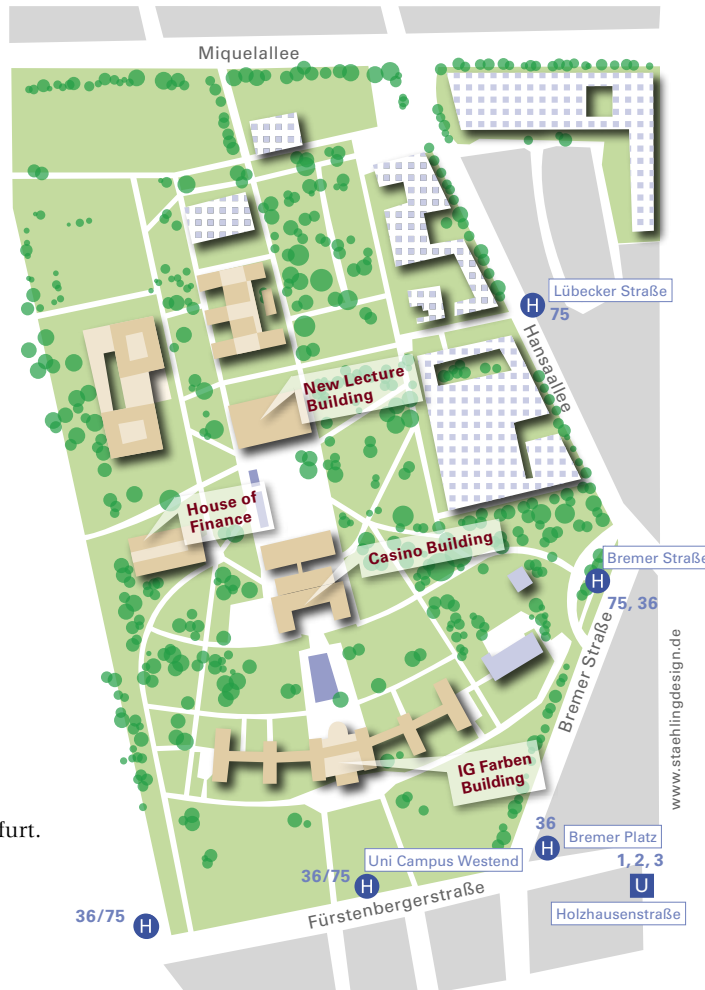 Miquelallee
Lübecker Straße
H
75
Hansaallee
New Lecture
Building
House of
Finance
Casino Building
Bremer Straße
H
75, 36
Bremer Straße
www.staehlingdesign.de
IG Farben
Building
furt.
36
Bremer Platz
H
1, 2, 3
U
Holzhausenstraße
Uni Campus Westend
36/75
H
Fürstenbergerstraße
36/75
H